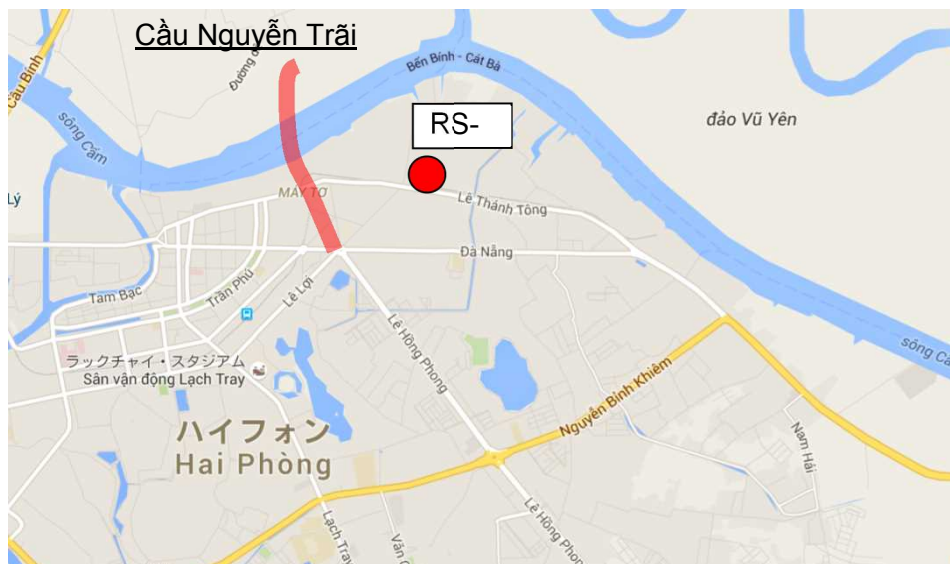 Cầu Nguyễn Trãi
Cầu Bính
Bến Bính - Cát Bà
RS-
đảo Vũ Yên
sông Cấm
Lý
MÁY TƠ
Lê Thánh Tông
Đà Nẵng
Tam Bạc
Trần Phú
Lê Lợi
Lê Hồng Phong
sông Cấ
ラックチャイ・スタジアム
Sân vận động Lạch Tray
Nguyễn Bỉnh Khiêm
ハイフォン
Hai Phòng
Nam Hải
Lê Hồng Phon
Lạch Tray